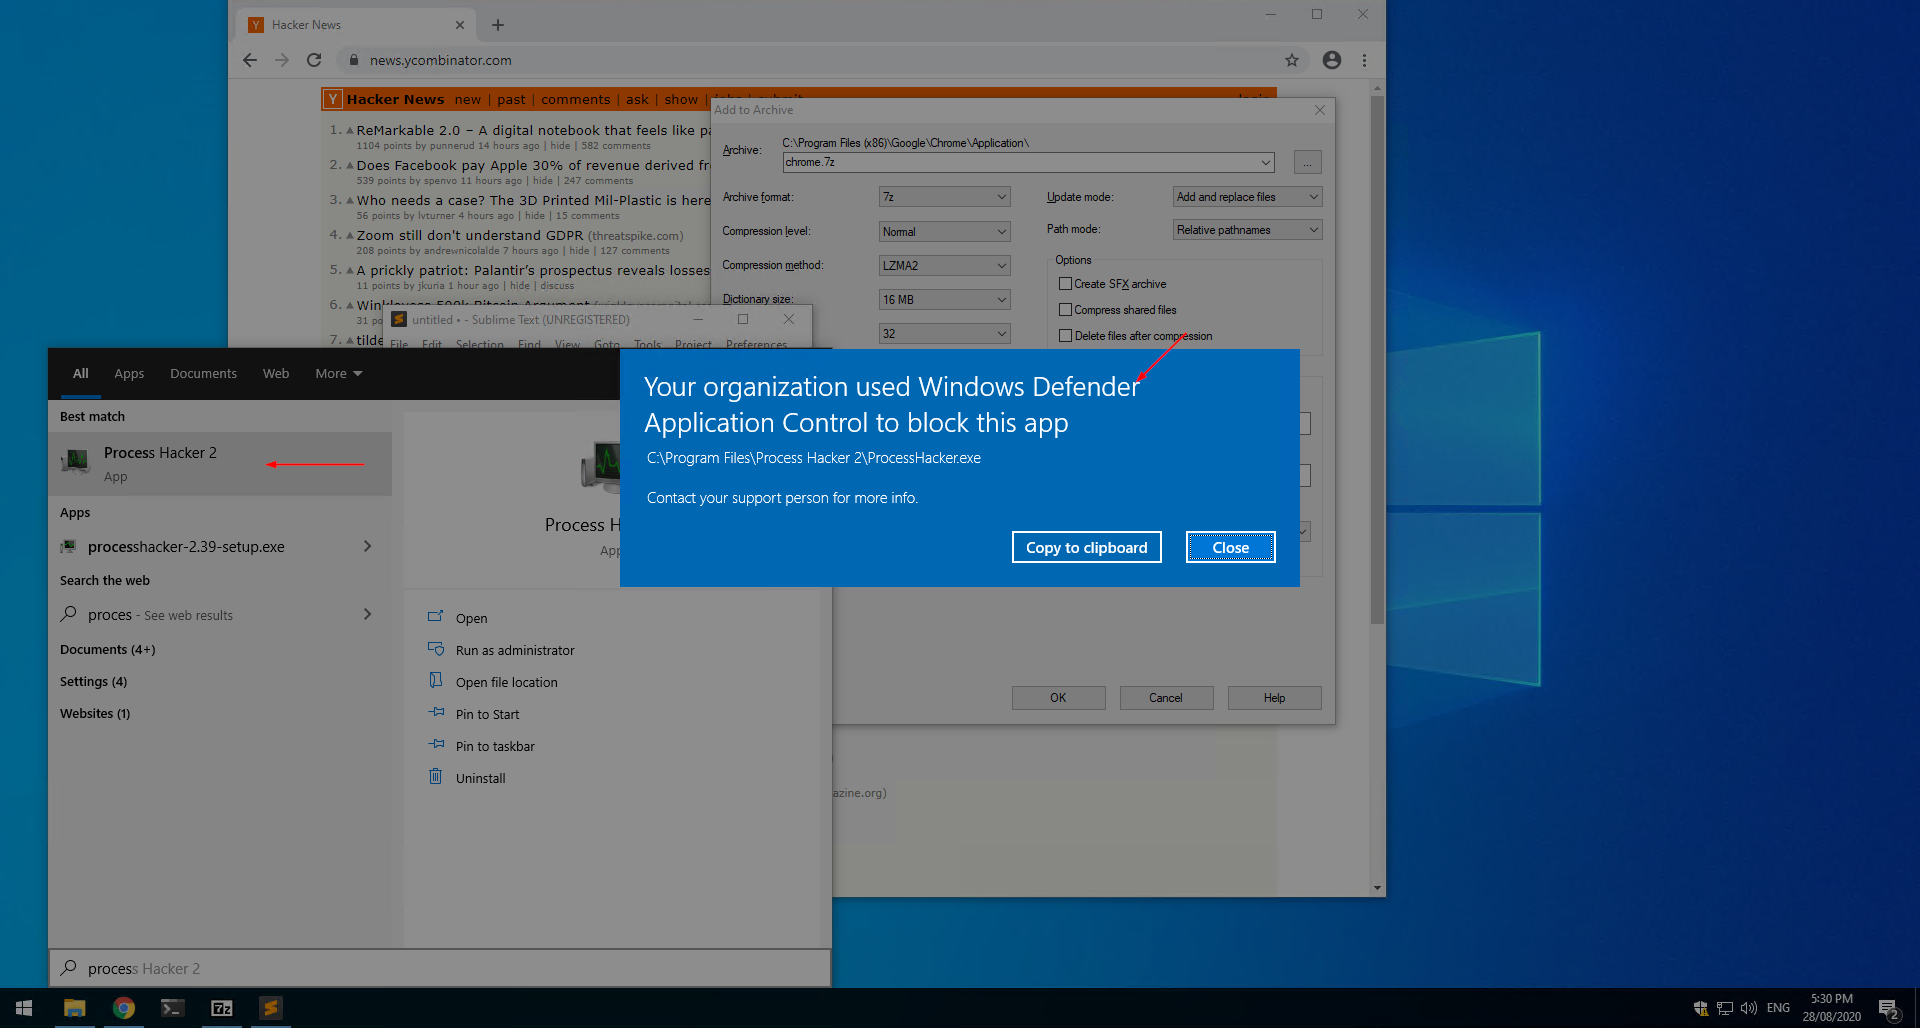 Hacker News
news.ycombinator.com
Y Hacker News new | past | comments | ask | show |
1. ReMarkable 2.0 – A digital notebook that feels like
1104 points by punnerud 14 hours ago | hide | 582 comments
2. Does Facebook pay Apple 30% of revenue derived
539 points by spenvo 11 hours ago | hide | 247 comments
3. Who needs a case? The 3D Printed Mil-Plastic is here
56 points by lvturner 4 hours ago | hide | 15 comments
4. Zoom still don't understand GDPR (threatspike.com)
208 points by andrewnicolalde 7 hours ago | hide | 127 comments
5. A prickly patriot: Palantir's prospectus reveals losses
11 points by jkuria 1 hour ago | hide | discuss
6.
31
7. tilde
azine.org)
Add to Archive
Archive: C:\Program Files (x86)\Google\Chrome\Application\
chrome.7z
...
Archive format: 7z
Update mode: Add and replace files
Compression level: Normal
Path mode: Relative pathnames
Compression method: LZMA2
Options
Create SFX archive
Dictionary size: 16 MB
Compress shared files
32
Delete files after compression
OK Cancel Help
untitled • - Sublime Text (UNREGISTERED)
File Edit Selection Find View Goto Tools Project Preferences
All Apps Documents Web More
Best match
Process Hacker 2
App
Apps
processhacker-2.39-setup.exe
Search the web
proces - See web results
Documents (4+)
Settings (4)
Websites (1)
Process H
App
Open
Run as administrator
Open file location
Pin to Start
Pin to taskbar
Uninstall
process Hacker 2
Your organization used Windows Defender
Application Control to block this app
C:\Program Files\Process Hacker 2\ProcessHacker.exe
Contact your support person for more info.
Copy to clipboard Close
7z
ENG
5:30 PM
28/08/2020
2